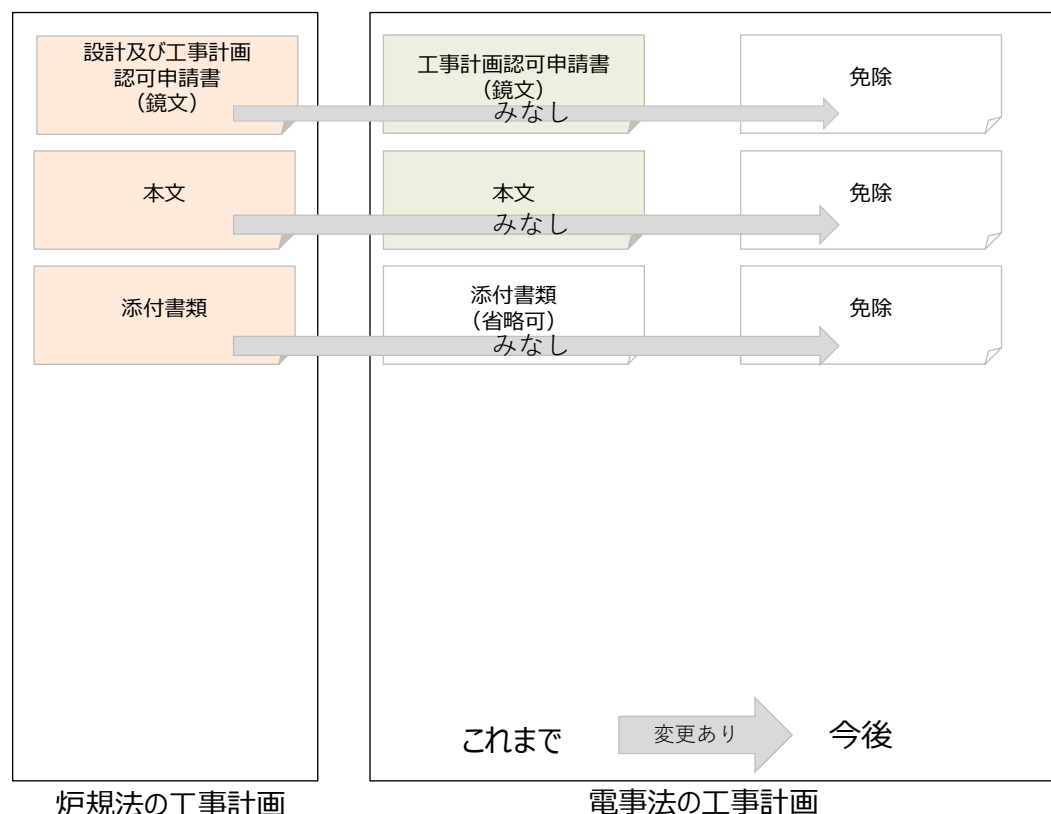 設計及び工事計画
認可申請書
（鏡文）
工事計画認可申請書
（鏡文）
みなし
免除
本文
本文
みなし
免除
添付書類
添付書類
（省略可）
みなし
免除
これまで
変更あり
今後
炉規法の工事計画
電事法の工事計画